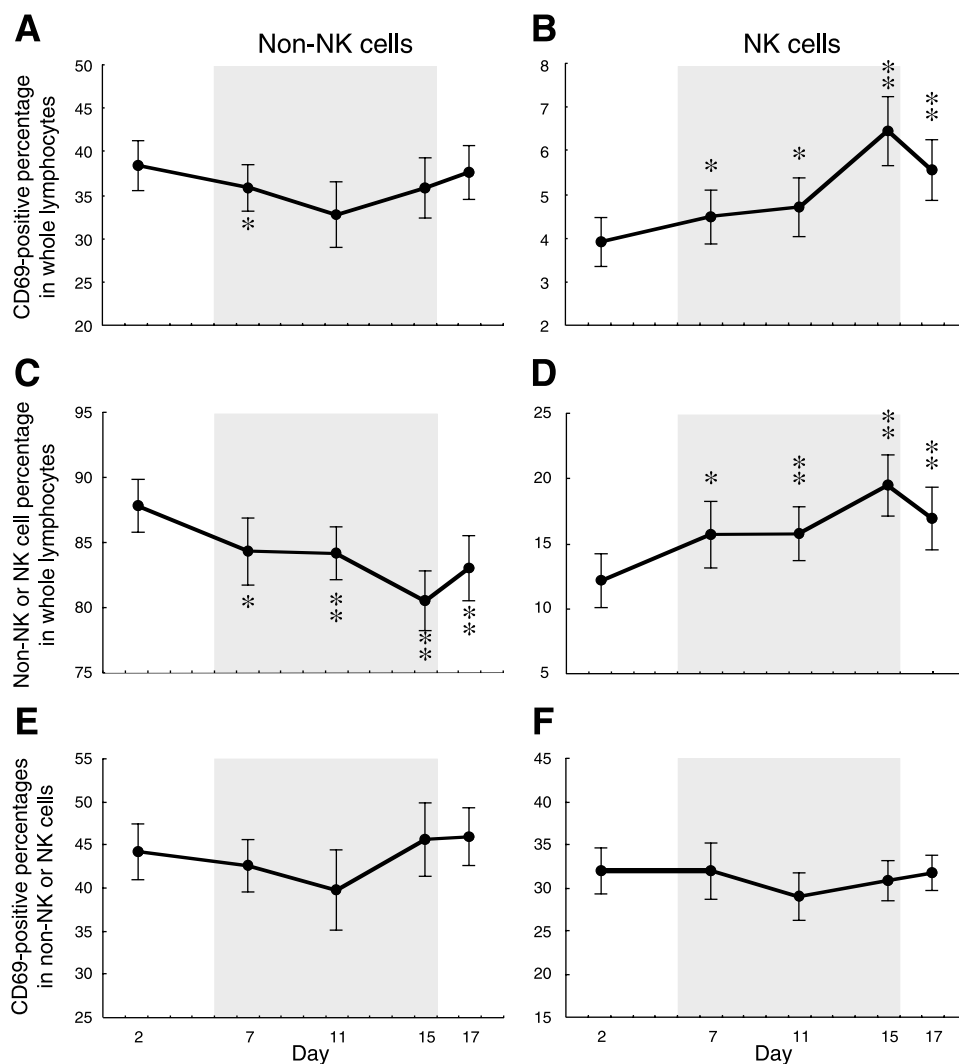 A
Non-NK cells
B
NK cells
CD69-positive percentage
in whole lymphocytes
50
45
40
35
30
25
20
*
8
7
6
5
4
3
2
*
*
**
**
C
D
Non-NK or NK cell percentage
in whole lymphocytes
95
90
85
80
75
*
**
**
**
25
20
15
10
5
*
**
**
**
E
F
CD69-positive percentages
in non-NK or NK cells
55
50
45
40
35
30
25
2 7 11 15 17
Day
45
40
35
30
25
20
15
2 7 11 15 17
Day